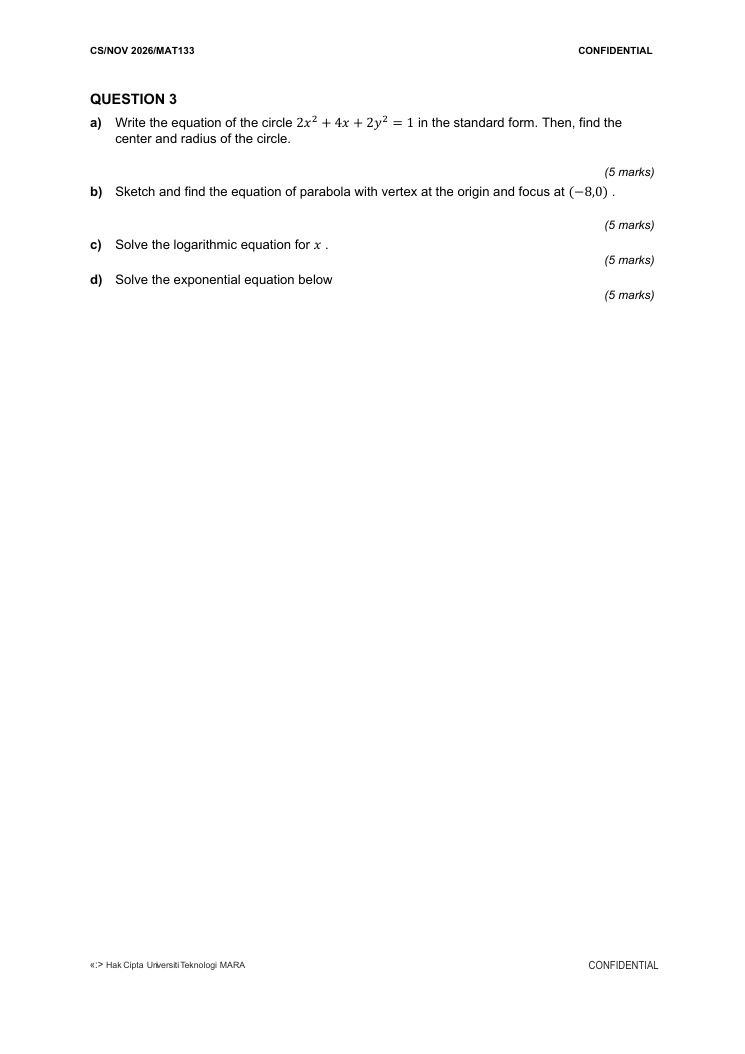 CS/NOV 2026/MAT133 CONFIDENTIAL
QUESTION 3
a) Write the equation of the circle 2x² + 4x + 2y² = 1 in the standard form. Then, find the
center and radius of the circle.
(5 marks)
b) Sketch and find the equation of parabola with vertex at the origin and focus at (−8,0) .
(5 marks)
c) Solve the logarithmic equation for x .
(5 marks)
d) Solve the exponential equation below
(5 marks)
«:> Hak Cipta Universiti Teknologi MARA CONFIDENTIAL